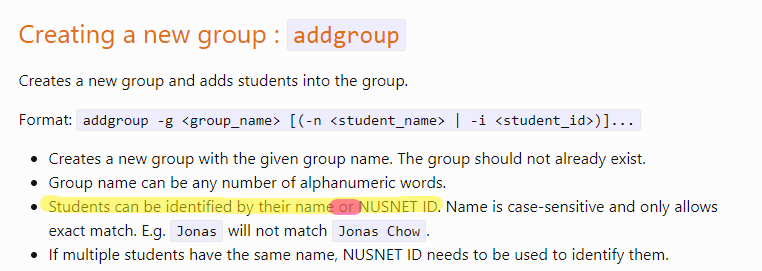 Creating a new group : addgroup
Creates a new group and adds students into the group.
Format: addgroup -g <group_name> [(-n <student_name> | -i <student_id>)]...
• Creates a new group with the given group name. The group should not already exist.
• Group name can be any number of alphanumeric words.
• Students can be identified by their name or NUSNET ID. Name is case-sensitive and only allows
exact match. E.g. Jonas will not match Jonas Chow.
• If multiple students have the same name, NUSNET ID needs to be used to identify them.